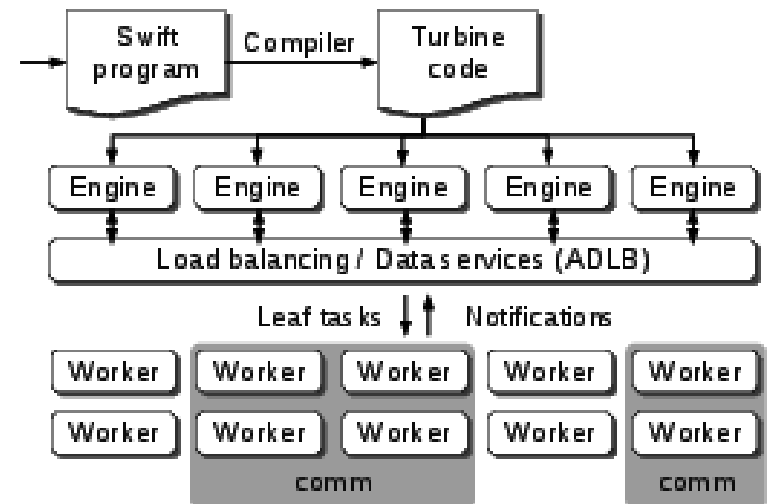 Swift program
Compiler
Turbine code
Engine Engine Engine Engine Engine
Load balancing / Data services (ADLB)
Leaf tasks Notifications
Worker Worker Worker Worker Worker
Worker Worker Worker Worker Worker
comm comm